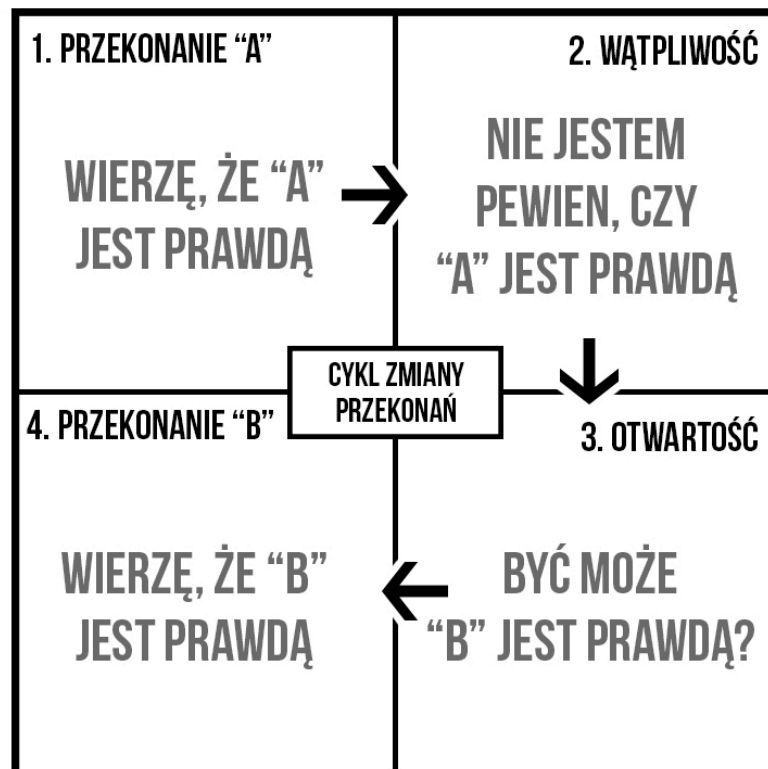 1. PRZEKONANIE “A”
WIERZĘ, ŻE “A”
JEST PRAWDĄ
2. WĄTPLIWOŚĆ
NIE JESTEM
PEWIEN, CZY
“A” JEST PRAWDĄ
CYKL ZMIANY
PRZEKONAŃ
3. OTWARTOŚĆ
BYĆ MOŻE
“B” JEST PRAWDĄ?
4. PRZEKONANIE “B”
WIERZĘ, ŻE “B”
JEST PRAWDĄ